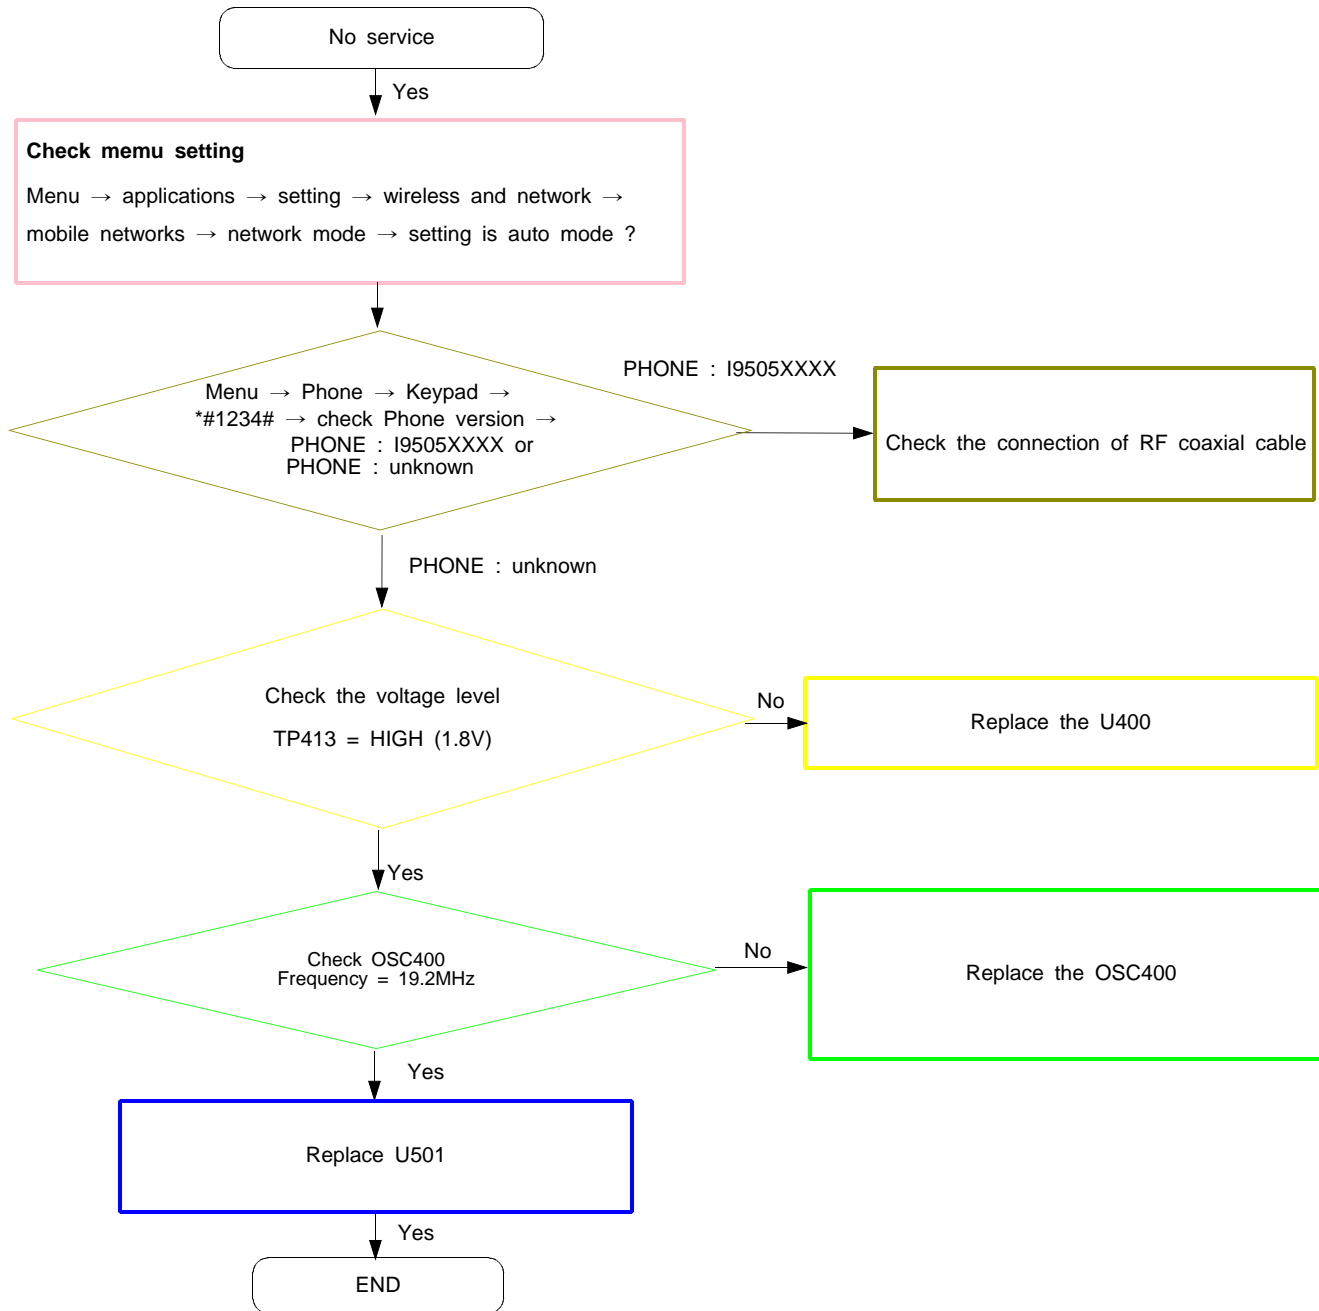 No service
Yes
Check memu setting
Menu → applications → setting → wireless and network →
mobile networks → network mode → setting is auto mode ?
PHONE : I9505XXXX
Menu → Phone → Keypad →
*#1234# → check Phone version →
PHONE : I9505XXXX or
PHONE : unknown
Check the connection of RF coaxial cable
PHONE : unknown
Check the voltage level
TP413 = HIGH (1.8V)
No
Replace the U400
Yes
Check OSC400
Frequency = 19.2MHz
No
Replace the OSC400
Yes
Replace U501
Yes
END